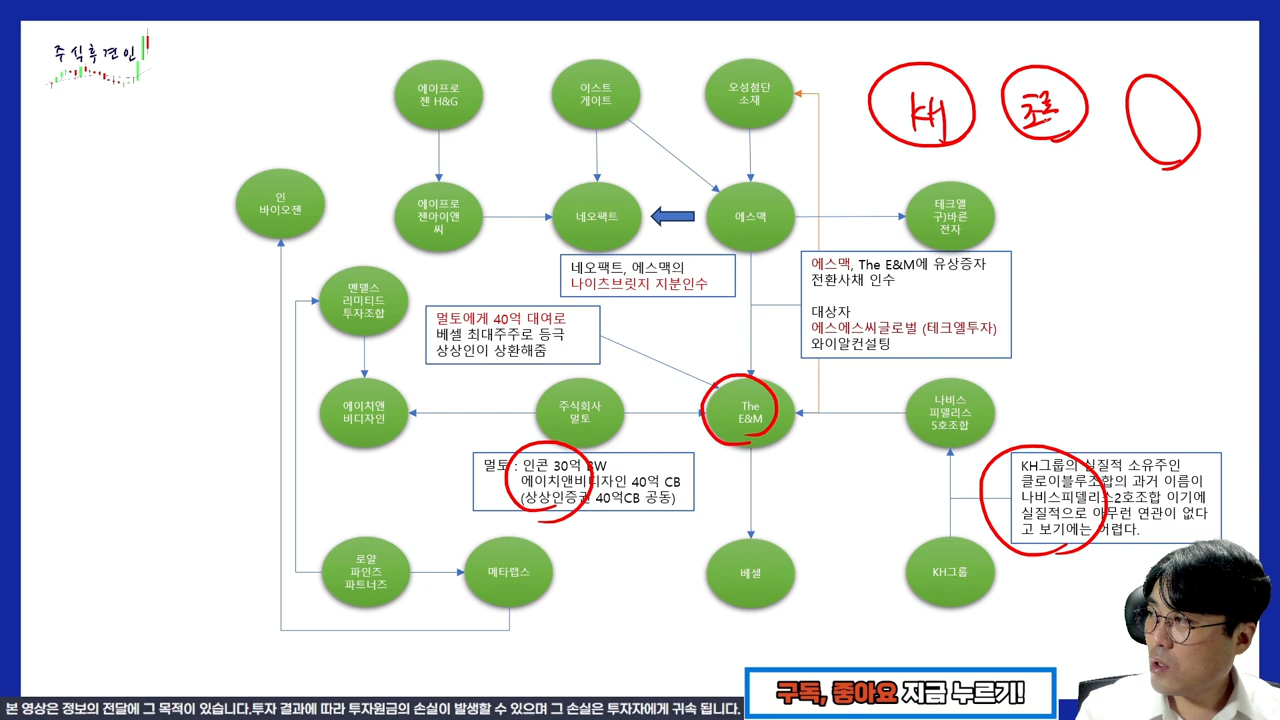 주식후견인
에이프로
젠 H&G
이스트
게이트
오성첨단
소재
KH
인
바이오젠
에이프로
젠아이앤
씨
네오팩트
에스맥
테크엘
구)바른
전자
네오팩트, 에스맥의
나이츠브릿지 지분인수
에스맥, The E&M에 유상증자
전환사채 인수
대상자
에스에스씨글로벌 (테크엘투자)
와이알컨설팅
멘델스
리미티드
투자조합
멀토에게 40억 대여로
베셀 최대주주로 등극
상상인이 상환해줌
에이치앤
비디자인
주식회사
멀토
The
E&M
나비스
피델리스
5호조합
멀토 : 인콘 30억 BW
에이치앤비디자인 40억 CB
(상상인증권 40억CB 공동)
KH그룹의 실질적 소유주인
클로이블루조합의 과거 이름이
나비스피델리스2호조합 이기에
실질적으로 아무런 연관이 없다
고 보기에는 어렵다.
로얄
파인즈
파트너즈
메타랩스
베셀
KH그룹
구독, 좋아요 지금 누르기!
본 영상은 정보의 전달에 그 목적이 있습니다.투자 결과에 따라 투자원금의 손실이 발생할 수 있으며 그 손실은 투자자에게 귀속 됩니다.